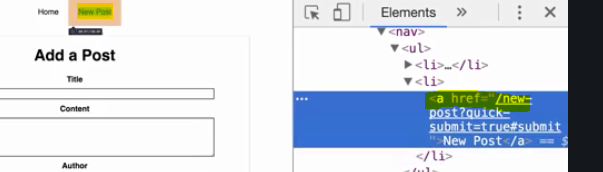 Home New Post
Elements
Add a Post
Title
Content
Author
<nav>
▼<ul>
▶<li>…</li>
▼<li>
<a href="/new-
post?quick-
submit=true#submit
">New Post</a> ==
</li>
</antml_ul>